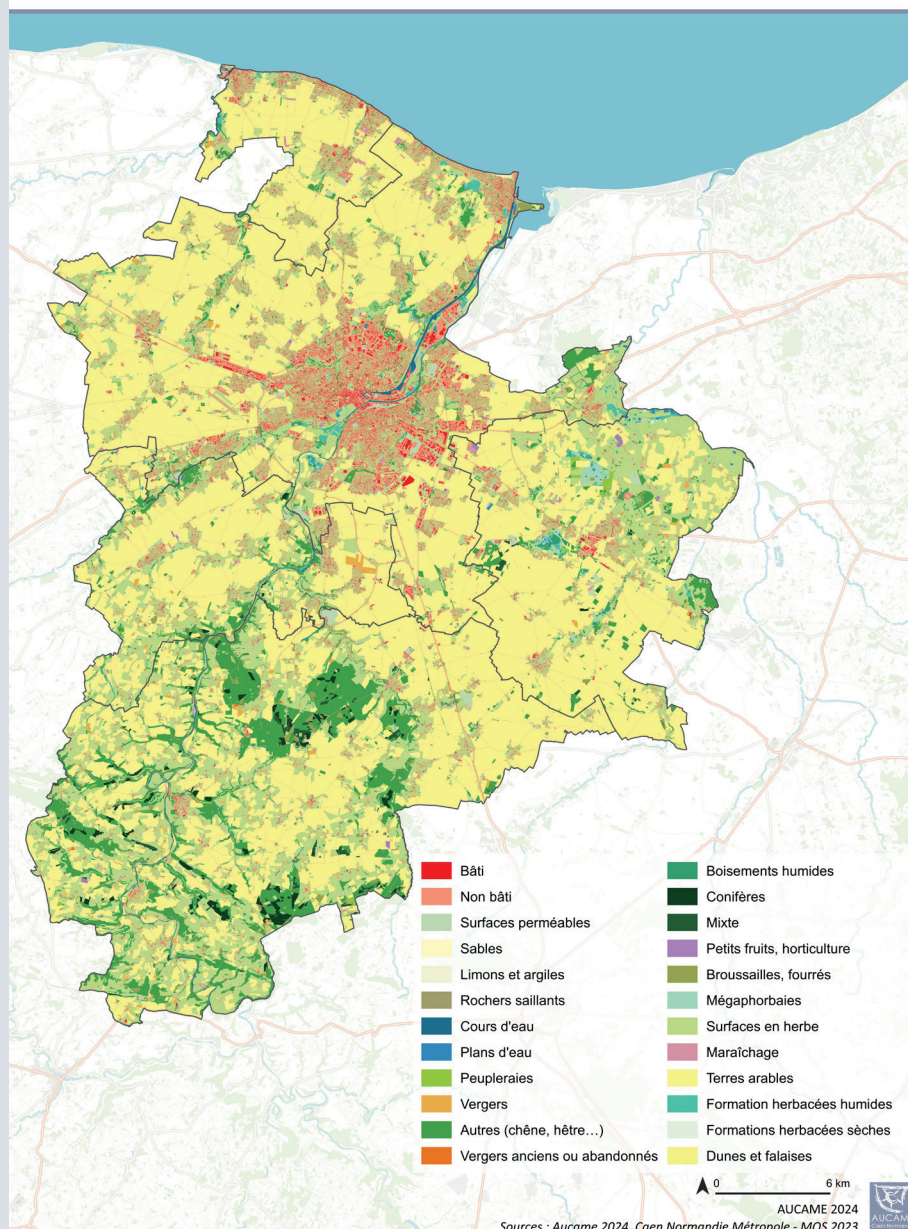 Bâti
Non bâti
Surfaces perméables
Sables
Limons et argiles
Rochers saillants
Cours d'eau
Plans d'eau
Peupleraies
Vergers
Autres (chêne, hêtre…)
Vergers anciens ou abandonnés
Boisements humides
Conifères
Mixte
Petits fruits, horticulture
Broussailles, fourrés
Mégaphorbaies
Surfaces en herbe
Maraîchage
Terres arables
Formation herbacées humides
Formations herbacées sèches
Dunes et falaises
0 6 km
AUCAME 2024
Sources : Aucame 2024, Caen Normandie Métropole - MOS 2023
AUCAME
Caen Normandie